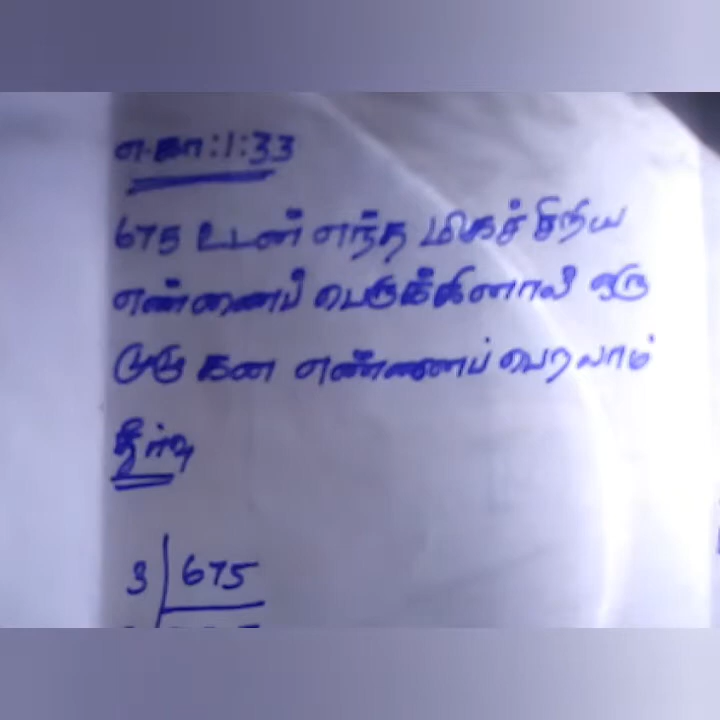 எ.கா:1:33
675 உடன் எந்த மிகச் சிறிய
எண்ணைப் பெருக்கினால் ஒரு
முழு கன எண்ணைப் பெறலாம்
தீர்வு
3 675